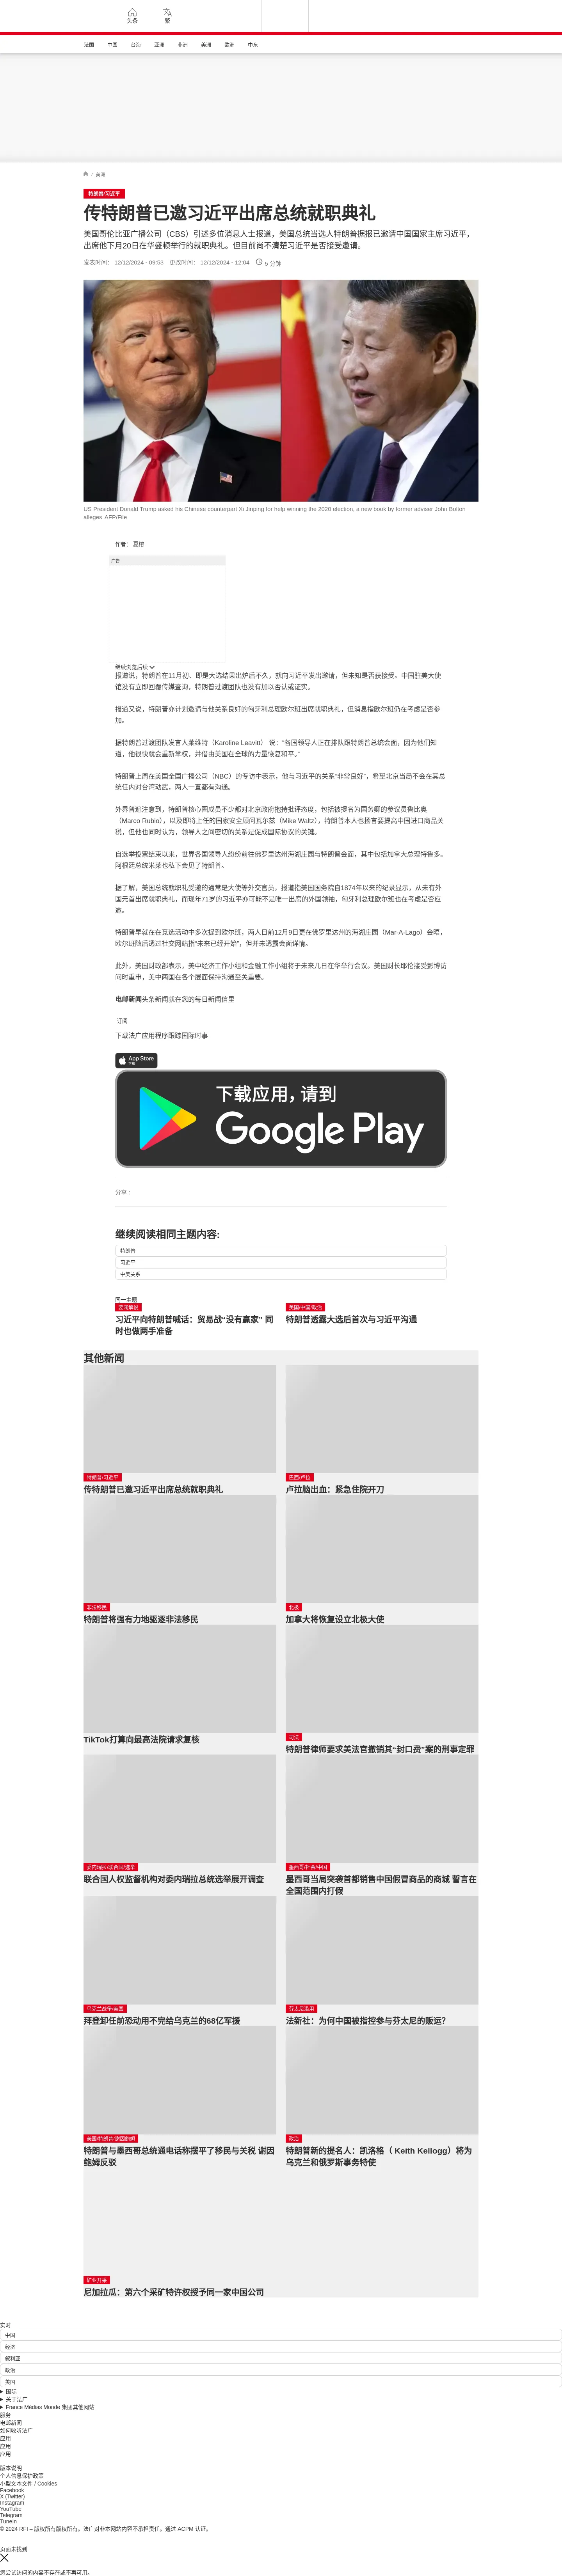 头条
繁
法国
中国
台海
亚洲
非洲
美洲
欧洲
中东
/ 美洲
特朗普/习近平
传特朗普已邀习近平出席总统就职典礼
美国哥伦比亚广播公司（CBS）引述多位消息人士报道，美国总统当选人特朗普据报已邀请中国国家主席习近平，
出席他下月20日在华盛顿举行的就职典礼。但目前尚不清楚习近平是否接受邀请。
发表时间： 12/12/2024 - 09:53 更改时间： 12/12/2024 - 12:04 5 分钟
US President Donald Trump asked his Chinese counterpart Xi Jinping for help winning the 2020 election, a new book by former adviser John Bolton
alleges AFP/File
作者： 夏榕
广告
继续浏览后续
报道说，特朗普在11月初、即是大选结果出炉后不久，就向习近平发出邀请，但未知是否获接受。中国驻美大使
馆没有立即回覆传媒查询，特朗普过渡团队也没有加以否认或证实。
报道又说，特朗普亦计划邀请与他关系良好的匈牙利总理欧尔班出席就职典礼，但消息指欧尔班仍在考虑是否参
加。
据特朗普过渡团队发言人莱维特（Karoline Leavitt） 说：“各国领导人正在排队跟特朗普总统会面，因为他们知
道，他很快就会重新掌权，并借由美国在全球的力量恢复和平。”
特朗普上周在美国全国广播公司（NBC）的专访中表示，他与习近平的关系“非常良好”，希望北京当局不会在其总
统任内对台湾动武，两人一直都有沟通。
外界普遍注意到，特朗普核心圈成员不少都对北京政府抱持批评态度，包括被提名为国务卿的参议员鲁比奥
（Marco Rubio），以及即将上任的国家安全顾问瓦尔兹（Mike Waltz），特朗普本人也扬言要提高中国进口商品关
税，但他也同时认为，领导人之间密切的关系是促成国际协议的关键。
自选举投票结束以来，世界各国领导人纷纷前往佛罗里达州海湖庄园与特朗普会面，其中包括加拿大总理特鲁多。
阿根廷总统米莱也私下会见了特朗普。
据了解，美国总统就职礼受邀的通常是大使等外交官员，报道指美国国务院自1874年以来的纪录显示，从未有外
国元首出席就职典礼，而现年71岁的习近平亦可能不是唯一出席的外国领袖，匈牙利总理欧尔班也在考虑是否应
邀。
特朗普早就在在竞选活动中多次提到欧尔班，两人日前12月9日更在佛罗里达州的海湖庄园（Mar-A-Lago）会晤，
欧尔班随后透过社交网站指“未来已经开始”，但并未透露会面详情。
此外，美国财政部表示，美中经济工作小组和金融工作小组将于未来几日在华举行会议。美国财长耶伦接受彭博访
问时重申，美中两国在各个层面保持沟通至关重要。
电邮新闻头条新闻就在您的每日新闻信里
订阅
下载法广应用程序跟踪国际时事
App Store
下载
下载应用，请到
Google Play
分享 :
继续阅读相同主题内容:
特朗普
习近平
中美关系
同一主题
要闻解说
习近平向特朗普喊话：贸易战“没有赢家” 同
时也做两手准备
美国/中国/政治
特朗普透露大选后首次与习近平沟通
其他新闻
特朗普/习近平
传特朗普已邀习近平出席总统就职典礼
巴西/卢拉
卢拉脑出血：紧急住院开刀
非法移民
特朗普将强有力地驱逐非法移民
北极
加拿大将恢复设立北极大使
TikTok打算向最高法院请求复核
司法
特朗普律师要求美法官撤销其“封口费”案的刑事定罪
委内瑞拉/联合国/选举
联合国人权监督机构对委内瑞拉总统选举展开调查
墨西哥/社会/中国
墨西哥当局突袭首都销售中国假冒商品的商城 誓言在
全国范围内打假
乌克兰战争/美国
拜登卸任前恐动用不完给乌克兰的68亿军援
芬太尼滥用
法新社：为何中国被指控参与芬太尼的贩运？
美国/特朗普/谢因鲍姆
特朗普与墨西哥总统通电话称摆平了移民与关税 谢因
鲍姆反驳
政治
特朗普新的提名人：凯洛格（ Keith Kellogg）将为
乌克兰和俄罗斯事务特使
矿业开采
尼加拉瓜：第六个采矿特许权授予同一家中国公司
实时
中国
经济
叙利亚
政治
美国
国际
关于法广
France Médias Monde 集团其他网站
服务
电邮新闻
如何收听法广
应用
应用
应用
版本说明
个人信息保护政策
小型文本文件 / Cookies
Facebook
X (Twitter)
Instagram
YouTube
Telegram
TuneIn
© 2024 RFI – 版权所有版权所有。法广对非本网站内容不承担责任。通过 ACPM 认证。
页面未找到
您尝试访问的内容不存在或不再可用。